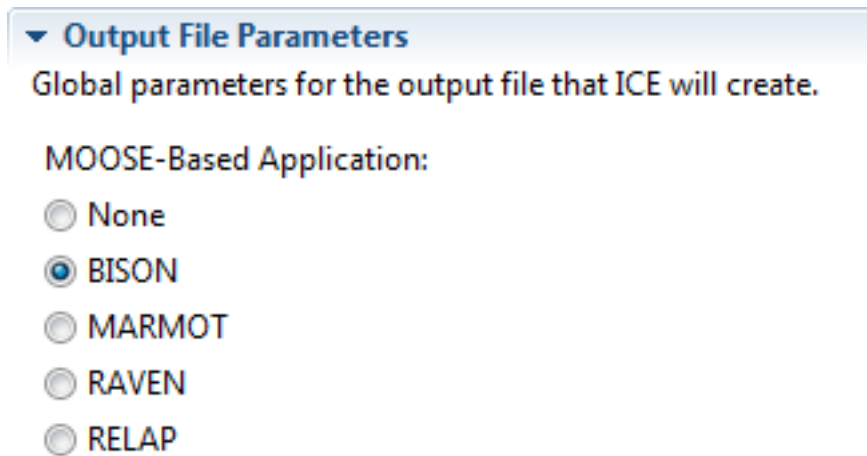 Output File Parameters
Global parameters for the output file that ICE will create.
MOOSE-Based Application:
None
BISON
MARMOT
RAVEN
RELAP